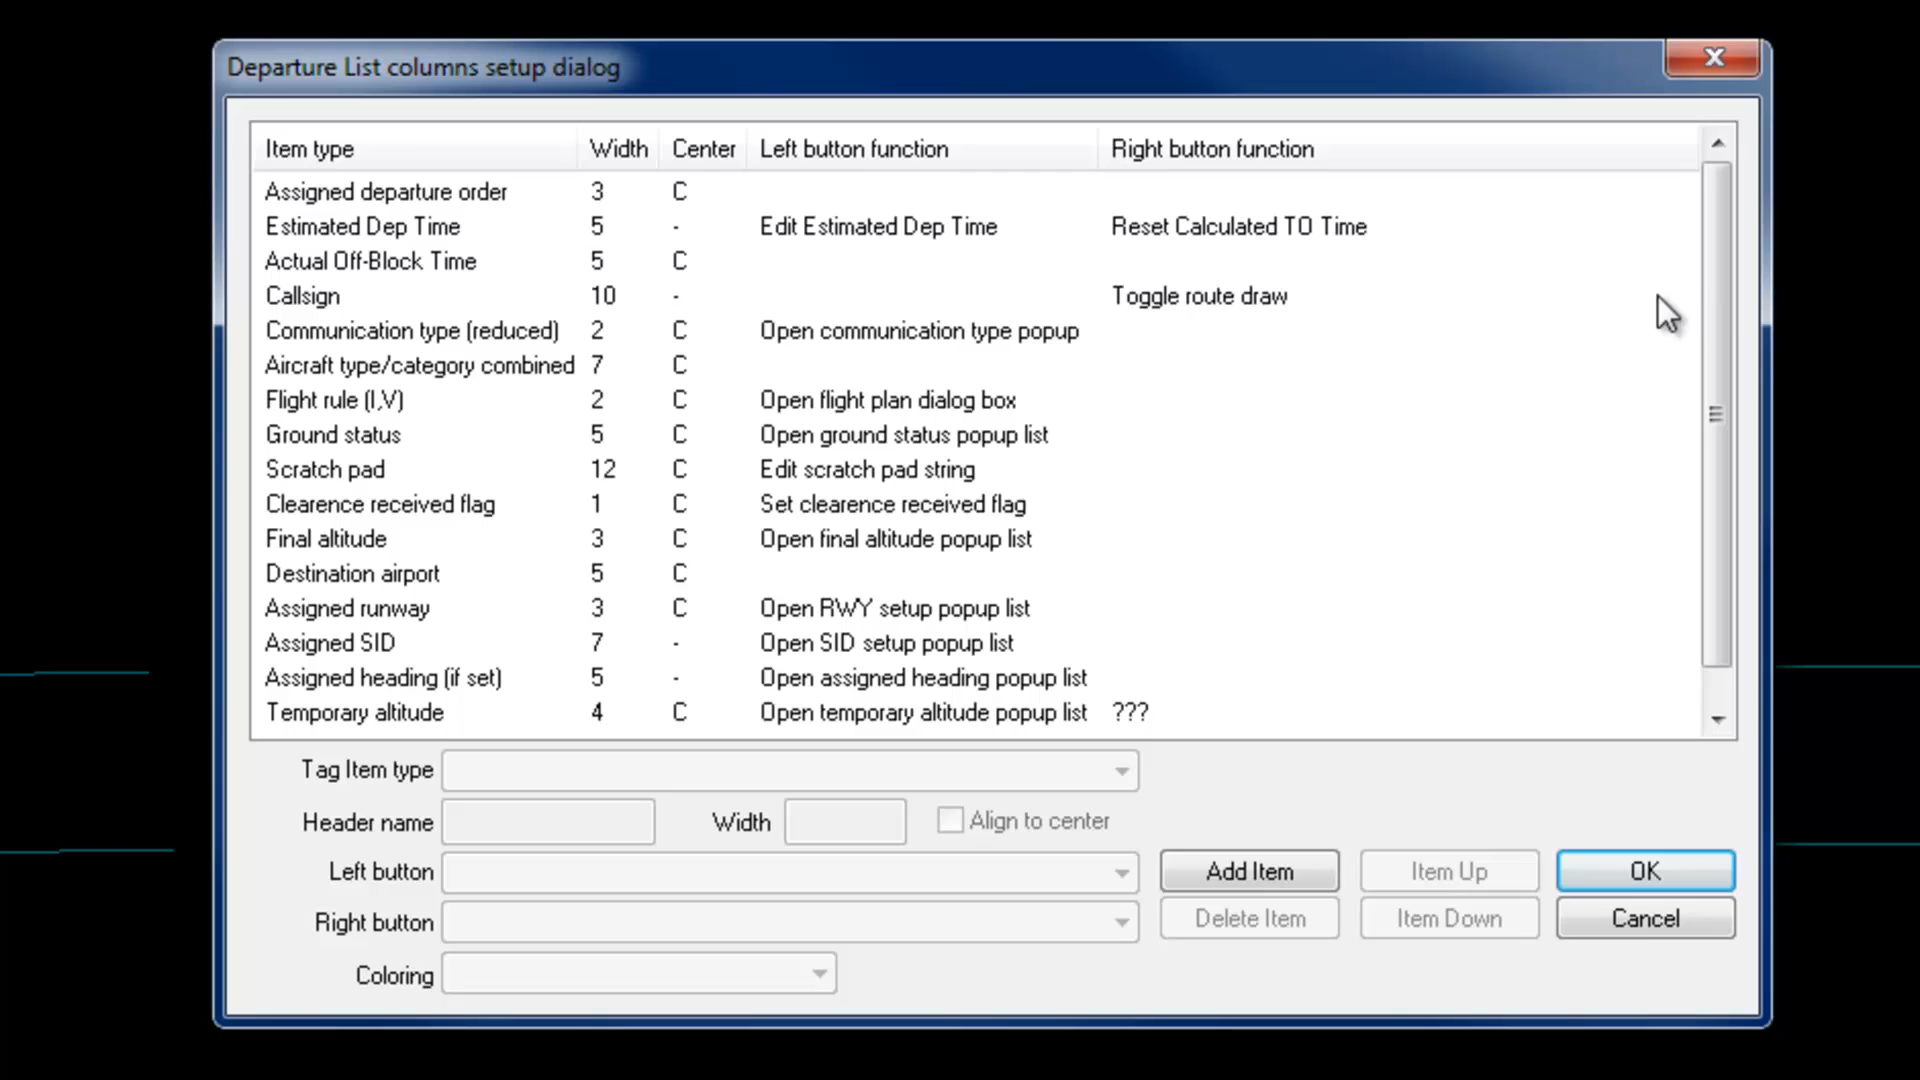 Departure List columns setup dialog
X
Item type Width Center Left button function Right button function
Assigned departure order 3 C
Estimated Dep Time 5 - Edit Estimated Dep Time Reset Calculated TO Time
Actual Off-Block Time 5 C
Callsign 10 - Toggle route draw
Communication type (reduced) 2 C Open communication type popup
Aircraft type/category combined 7 C
Flight rule (I,V) 2 C Open flight plan dialog box
Ground status 5 C Open ground status popup list
Scratch pad 12 C Edit scratch pad string
Clearence received flag 1 C Set clearence received flag
Final altitude 3 C Open final altitude popup list
Destination airport 5 C
Assigned runway 3 C Open RWY setup popup list
Assigned SID 7 - Open SID setup popup list
Assigned heading (if set) 5 - Open assigned heading popup list
Temporary altitude 4 C Open temporary altitude popup list ???
Tag Item type
Header name Width Align to center
Left button Add Item Item Up OK
Right button Delete Item Item Down Cancel
Coloring